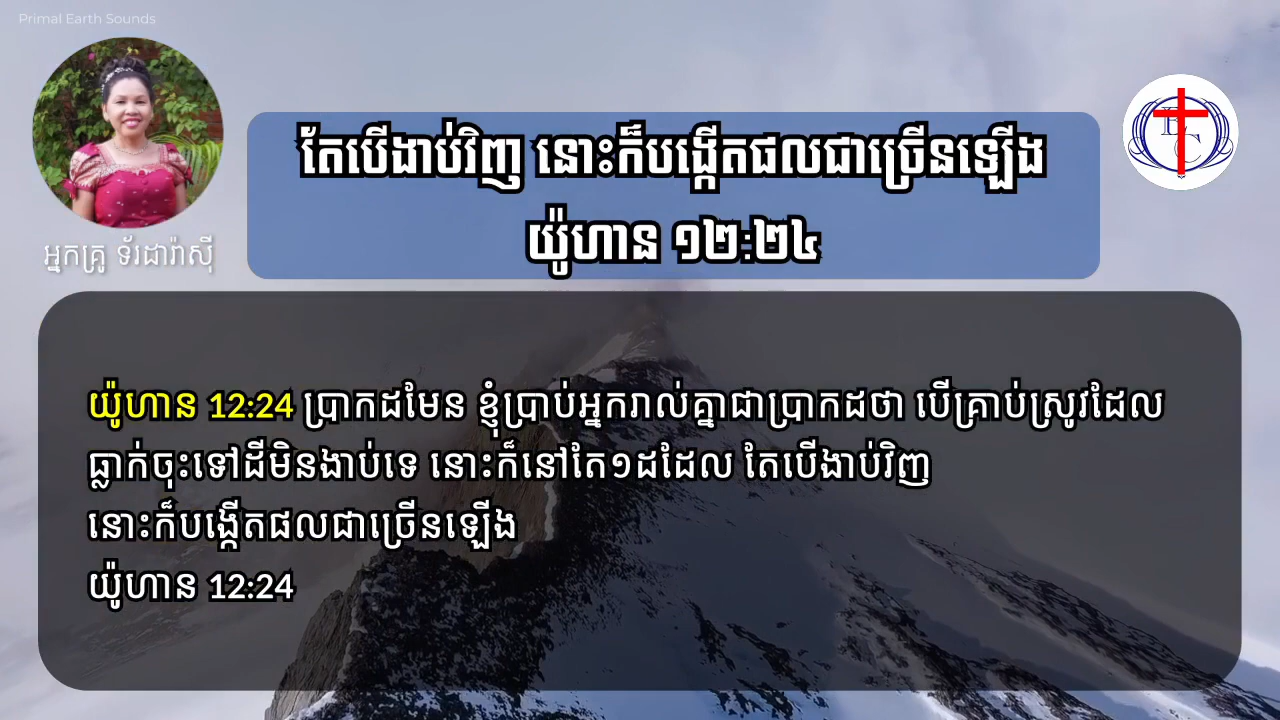 Primal Earth Sounds
តែបើងាប់វិញ នោះក៏បង្កើតផលជាច្រើនឡើង
យ៉ូហាន ១២:២៤
អ្នកគ្រូ ទ័រដារ៉ាស៊ី
EC
យ៉ូហាន 12:24 ប្រាកដមែន ខ្ញុំប្រាប់អ្នករាល់គ្នាជាប្រាកដថា បើគ្រាប់ស្រូវដែល
ធ្លាក់ចុះទៅដីមិនងាប់ទេ នោះក៏នៅតែ១ដដែល តែបើងាប់វិញ
នោះក៏បង្កើតផលជាច្រើនឡើង
យ៉ូហាន 12:24